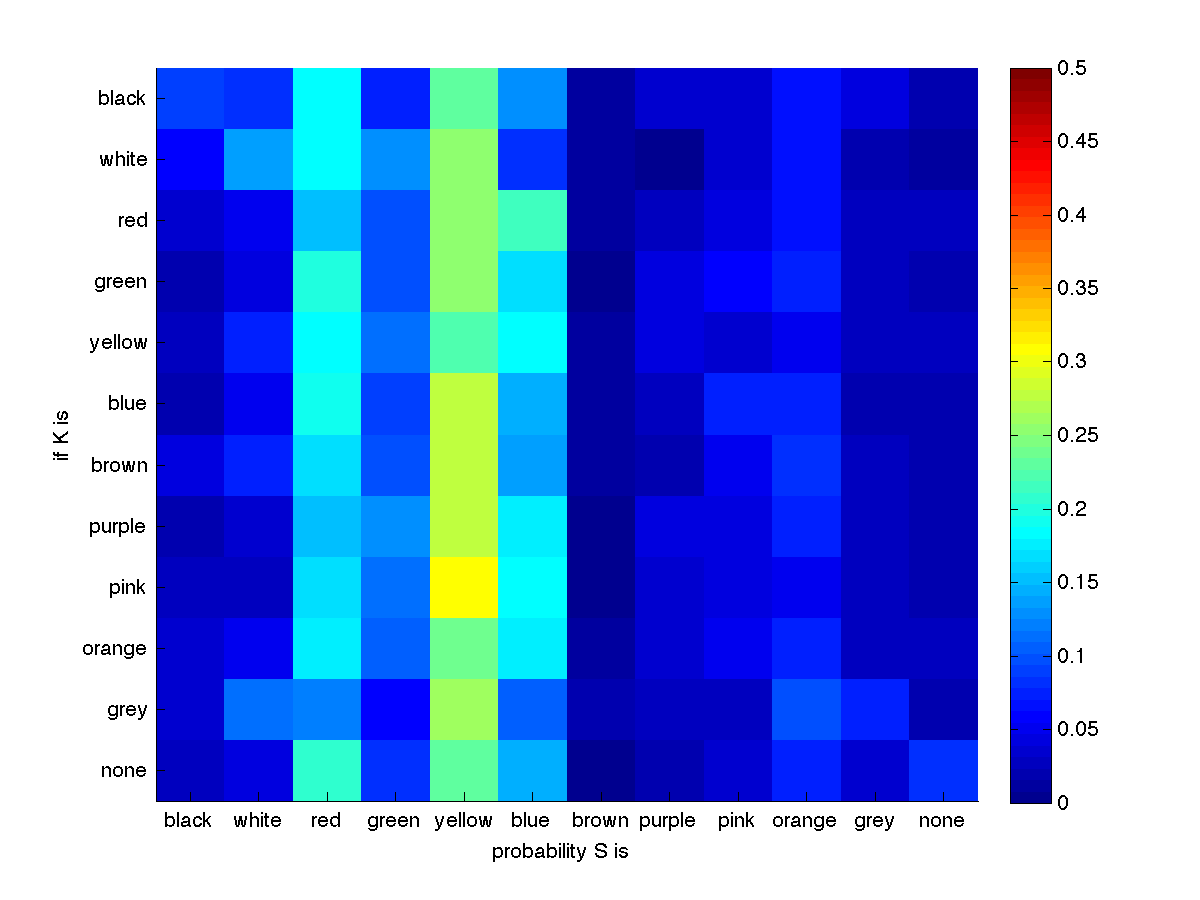 black
white
red
green
yellow
blue
brown
purple
pink
orange
grey
none
if K is
black white red green yellow blue brown purple pink orange grey none
probability S is
0.5
0.45
0.4
0.35
0.3
0.25
0.2
0.15
0.1
0.05
0